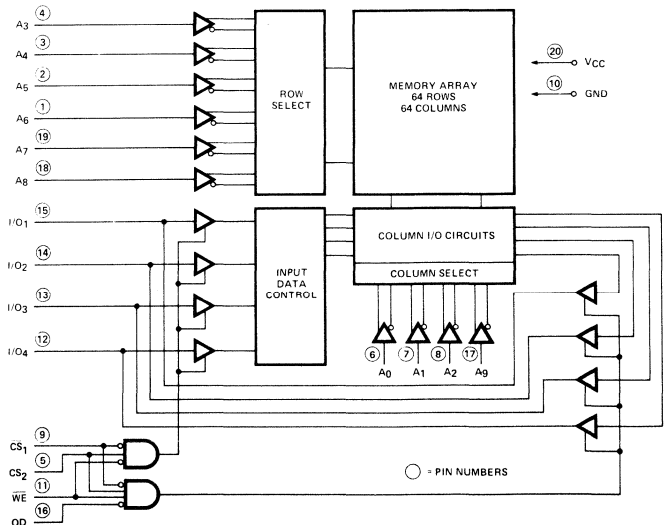 A3 4
A4 3
A5 2
A6 1
A7 19
A8 18
ROW
SELECT
MEMORY ARRAY
64 ROWS
64 COLUMNS
20 VCC
10 GND
I/O1 15
I/O2 14
I/O3 13
I/O4 12
INPUT
DATA
CONTROL
COLUMN I/O CIRCUITS
COLUMN SELECT
6 7 8 17
A0 A1 A2 A9
C̅S̅1 9
CS2 5
W̅E̅ 11
OD 16
= PIN NUMBERS